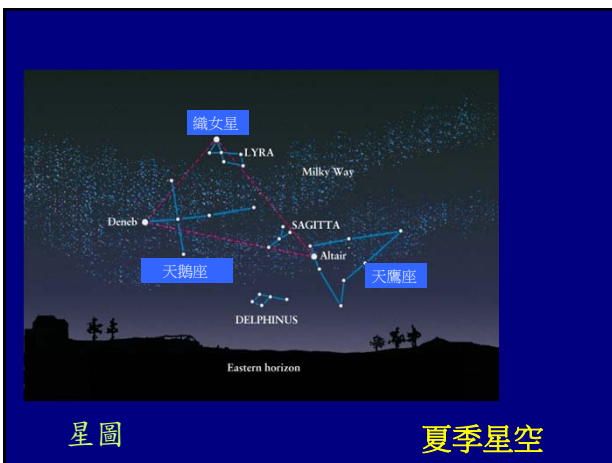 織女星
LYRA
Milky Way
Deneb
SAGITTA
Altair
天鵝座
天鷹座
DELPHINUS
Eastern horizon
星圖
夏季星空